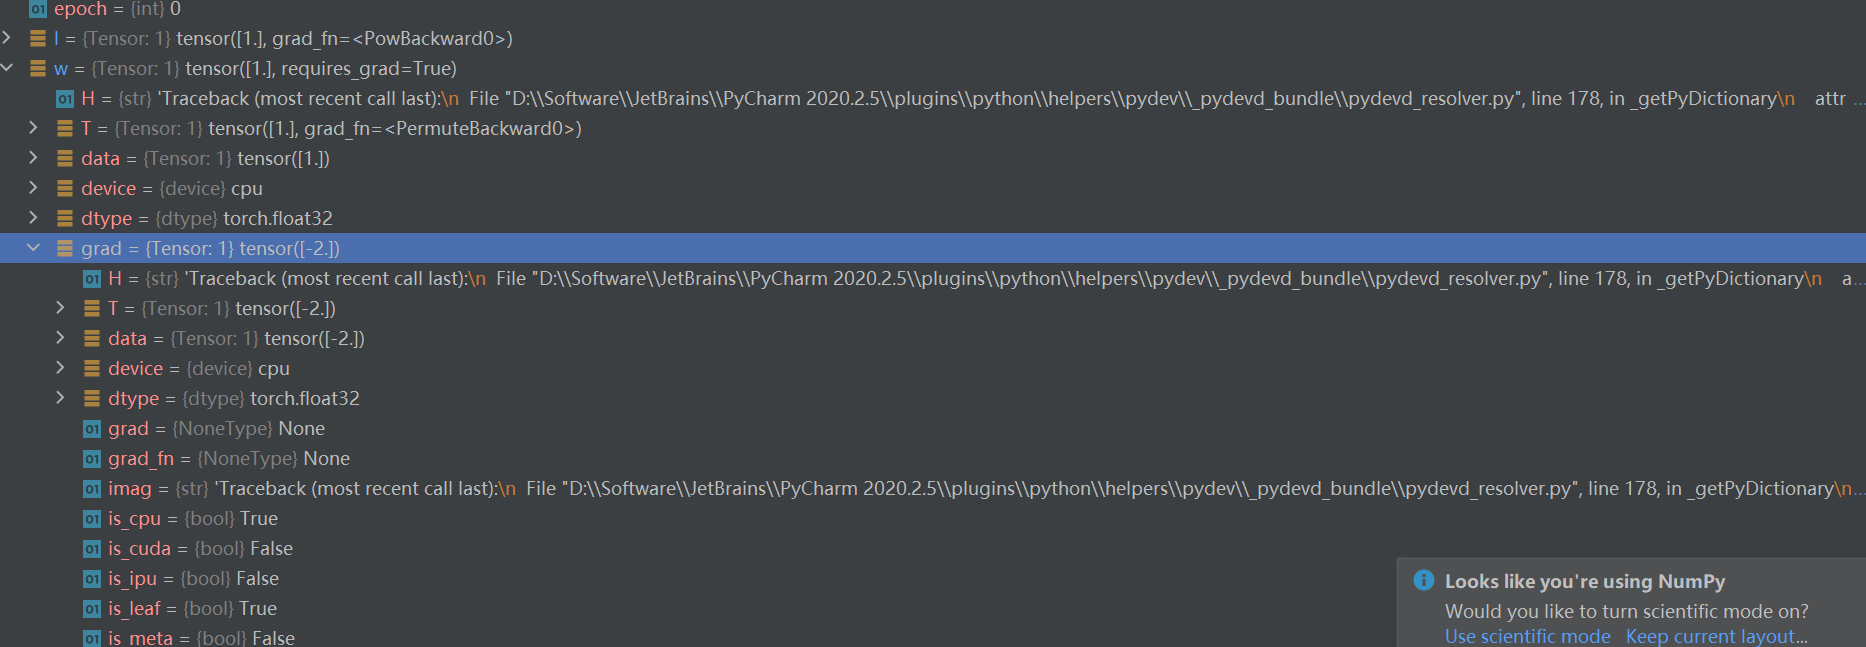 01 epoch = {int} 0
l = {Tensor: 1} tensor([1.], grad_fn=<PowBackward0>)
w = {Tensor: 1} tensor([1.], requires_grad=True)
01 H = {str} 'Traceback (most recent call last):\n  File "D:\\Software\\JetBrains\\PyCharm 2020.2.5\\plugins\\python\\helpers\\pydev\\_pydevd_bundle\\pydevd_resolver.py", line 178, in _getPyDictionary\n    attr ...
T = {Tensor: 1} tensor([1.], grad_fn=<PermuteBackward0>)
data = {Tensor: 1} tensor([1.])
device = {device} cpu
dtype = {dtype} torch.float32
grad = {Tensor: 1} tensor([-2.])
01 H = {str} 'Traceback (most recent call last):\n  File "D:\\Software\\JetBrains\\PyCharm 2020.2.5\\plugins\\python\\helpers\\pydev\\_pydevd_bundle\\pydevd_resolver.py", line 178, in _getPyDictionary\n    a...
T = {Tensor: 1} tensor([-2.])
data = {Tensor: 1} tensor([-2.])
device = {device} cpu
dtype = {dtype} torch.float32
01 grad = {NoneType} None
01 grad_fn = {NoneType} None
01 imag = {str} 'Traceback (most recent call last):\n  File "D:\\Software\\JetBrains\\PyCharm 2020.2.5\\plugins\\python\\helpers\\pydev\\_pydevd_bundle\\pydevd_resolver.py", line 178, in _getPyDictionary\n...
01 is_cpu = {bool} True
01 is_cuda = {bool} False
01 is_ipu = {bool} False
01 is_leaf = {bool} True
01 is_meta = {bool} False
Looks like you're using NumPy
Would you like to turn scientific mode on?
Use scientific mode Keep current layout...